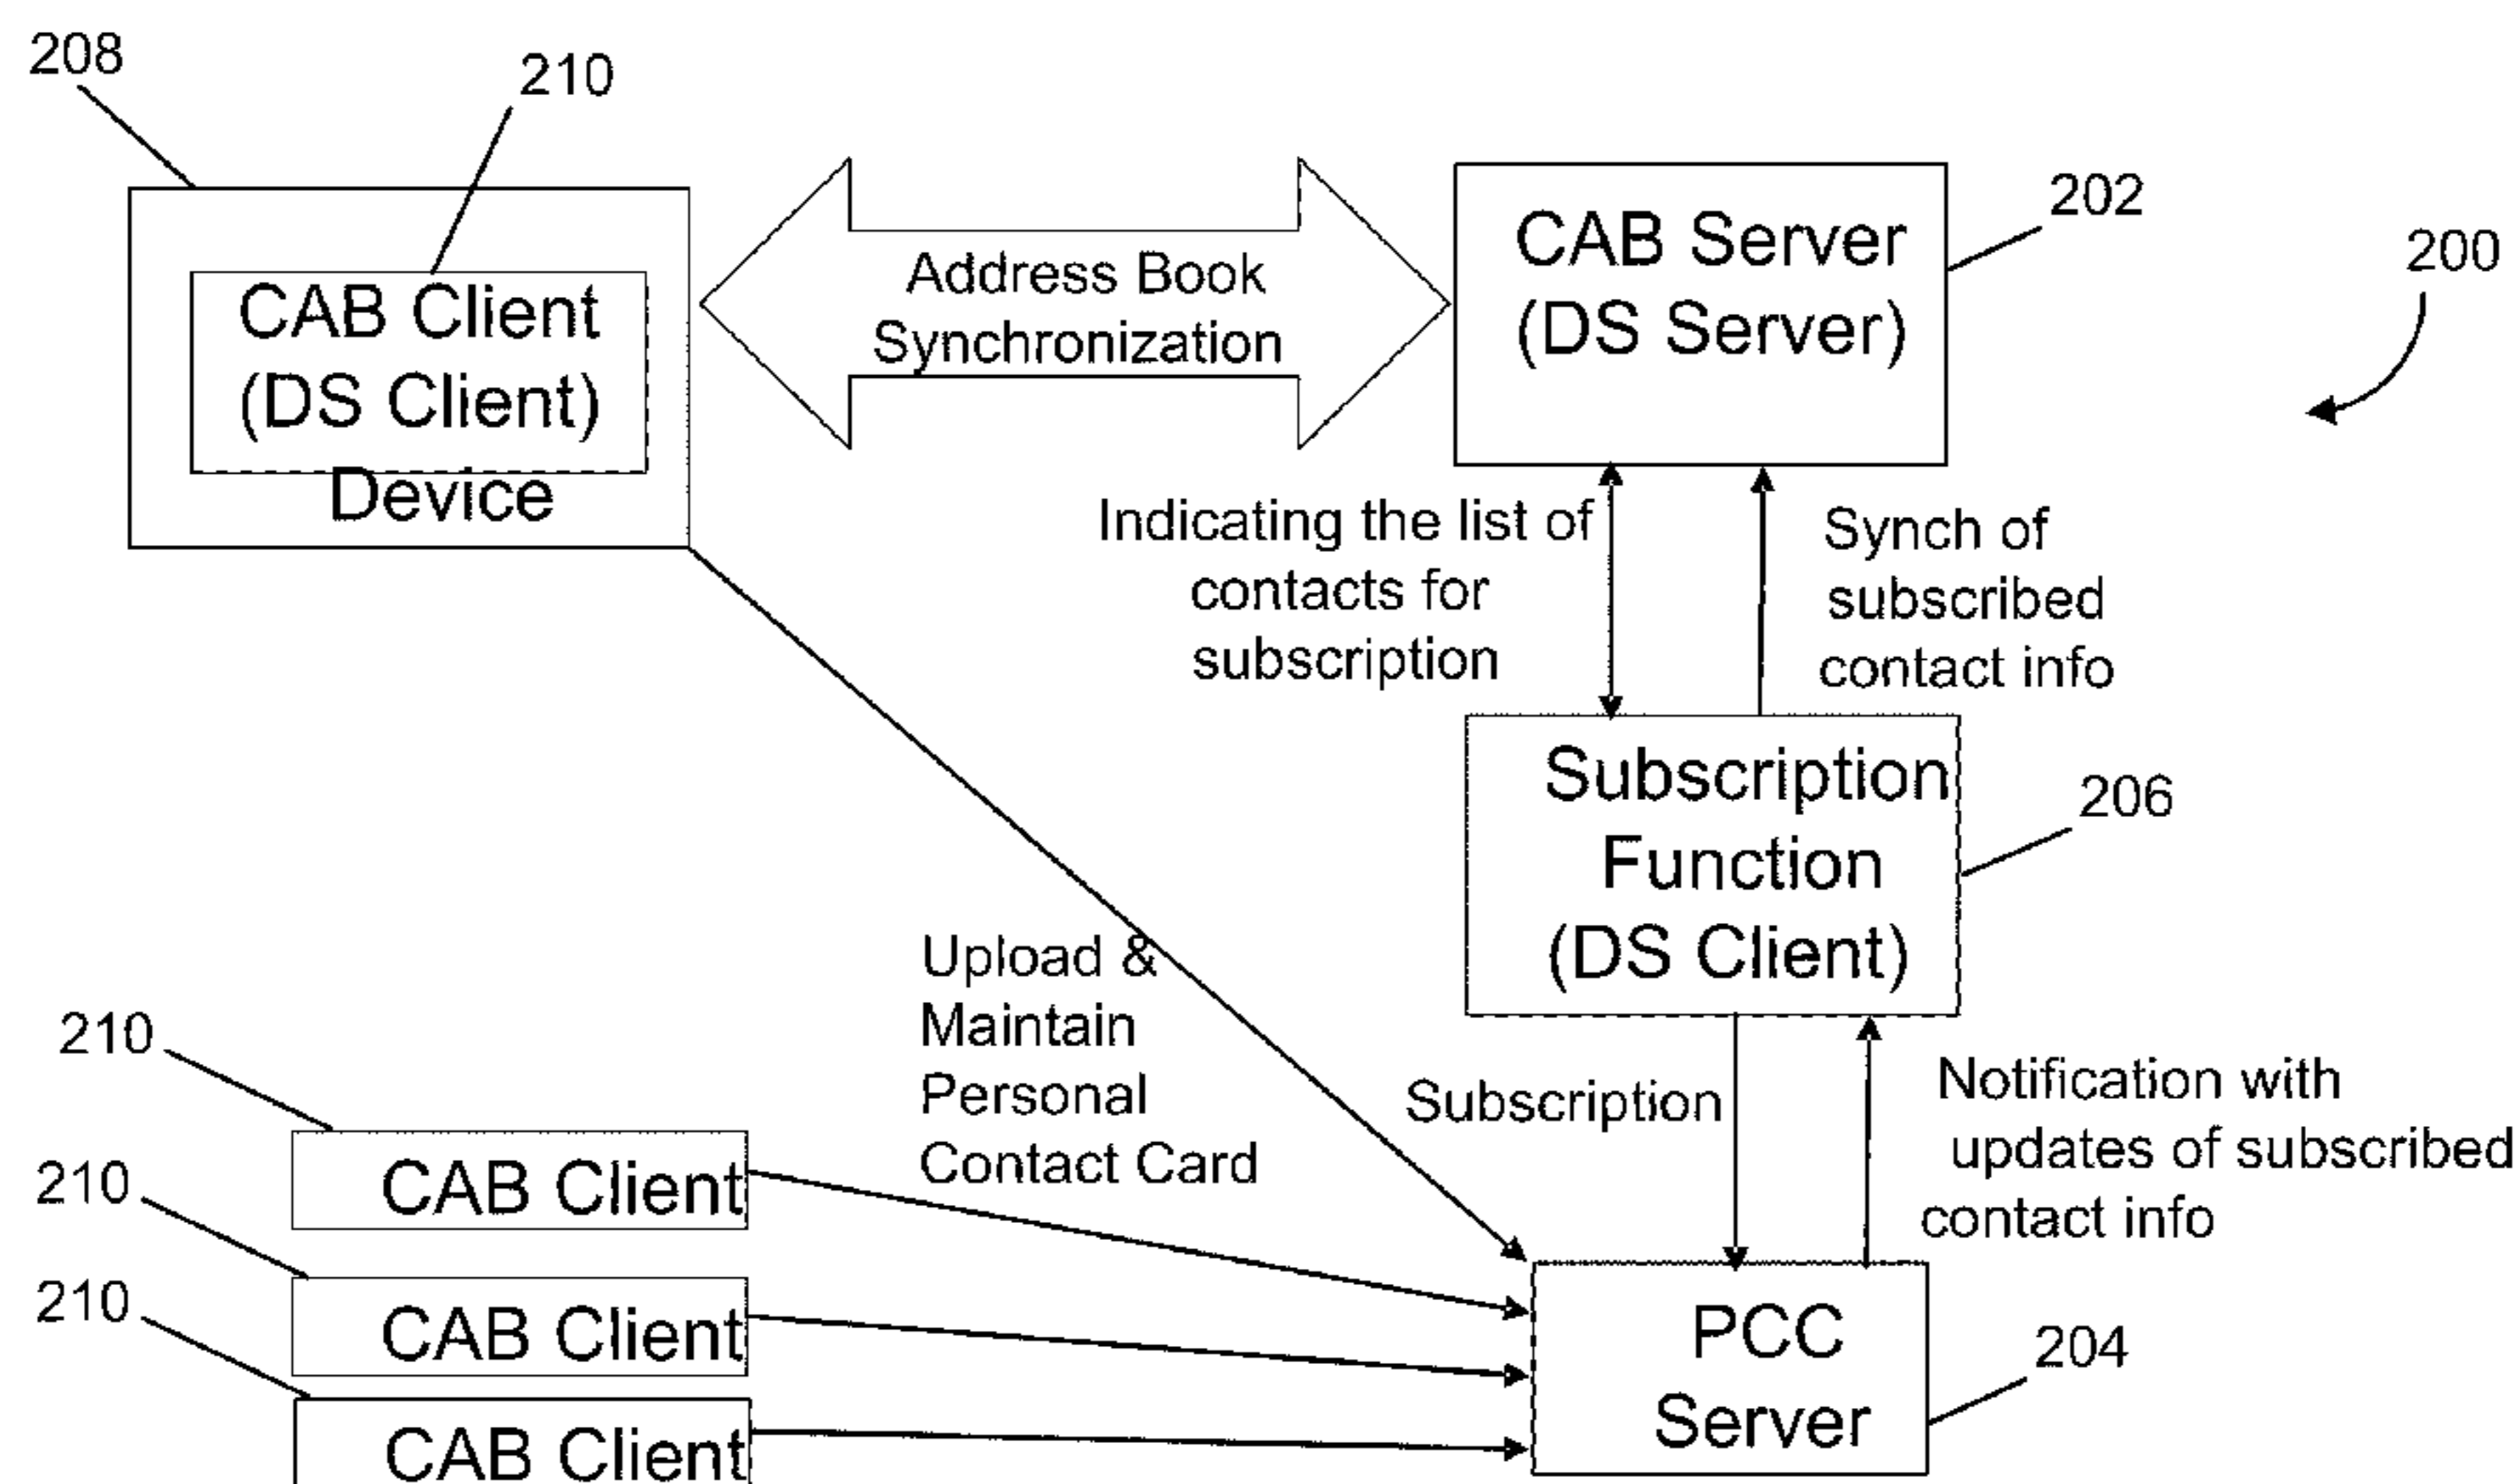 208
210
CAB Client
(DS Client)
Device
Address Book
Synchronization
CAB Server
(DS Server)
202
200
Indicating the list of
contacts for
subscription
Synch of
subscribed
contact info
Subscription
Function
(DS Client)
206
Upload &
Maintain
Personal
Contact Card
Subscription
Notification with
updates of subscribed
contact info
210
CAB Client
210
CAB Client
210
CAB Client
PCC
Server
204